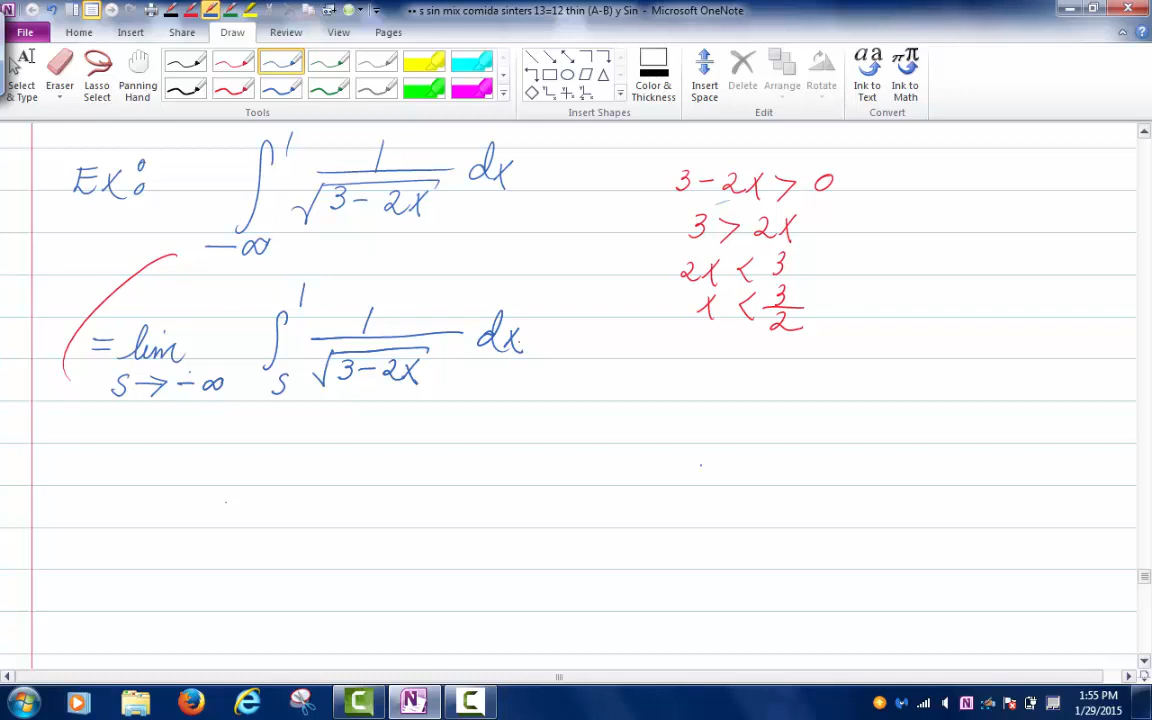 •• s sin mix comida sinters 13=12 thin (A-B) y Sin - Microsoft OneNote
File Home Insert Share Draw Review View Pages
Select & Type Eraser Lasso Select Panning Hand Color & Thickness Insert Space Delete Arrange Rotate Ink to Text Ink to Math
Tools Insert Shapes Edit Convert
Ex: ∫_{-∞}^{1} 1/√(3-2x) dx
= lim_{s→-∞} ∫_{s}^{1} 1/√(3-2x) dx
3-2x > 0
3 > 2x
2x < 3
x < 3/2
1:55 PM
1/29/2015